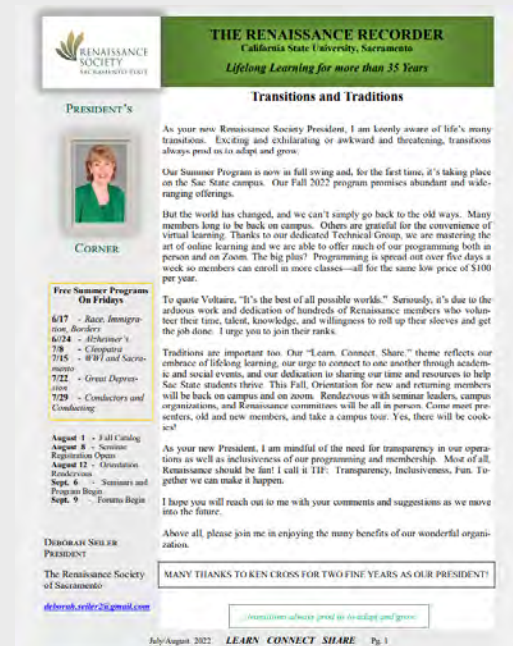 RENAISSANCE
SOCIETY
SACRAMENTO STATE
THE RENAISSANCE RECORDER
California State University, Sacramento
Lifelong Learning for more than 35 Years
PRESIDENT'S
CORNER
Free Summer Programs
On Fridays
6/17 - Race, Immigra-
tion, Borders
6//24 - Alzheimer's
7/8 - Cleopatra
7/15 - WWI and Sacra-
mento
7/22 - Great Depres-
sion
7/29 - Conductors and
Conducting
August 1 - Fall Catalog
August 8 - Seminar
Registration Opens
August 12 - Orientation
Rendezvous
Sept. 6 - Seminars and
Program Begin
Sept. 9 - Forums Begin
DEBORAH SEILER
PRESIDENT
The Renaissance Society
of Sacramento
deborah.seiler2@gmail.com
Transitions and Traditions
As your new Renaissance Society President, I am keenly aware of life's many
transitions. Exciting and exhilarating or awkward and threatening, transitions
always prod us to adapt and grow.
Our Summer Program is now in full swing and, for the first time, it's taking place
on the Sac State campus. Our Fall 2022 program promises abundant and wide-
ranging offerings.
But the world has changed, and we can't simply go back to the old ways. Many
members long to be back on campus. Others are grateful for the convenience of
virtual learning. Thanks to our dedicated Technical Group, we are mastering the
art of online learning and we are able to offer much of our programming both in
person and on Zoom. The big plus? Programming is spread out over five days a
week so members can enroll in more classes—all for the same low price of $100
per year.
To quote Voltaire, "It's the best of all possible worlds." Seriously, it's due to the
arduous work and dedication of hundreds of Renaissance members who volun-
teer their time, talent, knowledge, and willingness to roll up their sleeves and get
the job done. I urge you to join their ranks.
Traditions are important too. Our "Learn. Connect. Share." theme reflects our
embrace of lifelong learning, our urge to connect to one another through academ-
ic and social events, and our dedication to sharing our time and resources to help
Sac State students thrive. This Fall, Orientation for new and returning members
will be back on campus and on zoom. Rendezvous with seminar leaders, campus
organizations, and Renaissance committees will be all in person. Come meet pre-
senters, old and new members, and take a campus tour. Yes, there will be cook-
ies!
As your new President, I am mindful of the need for transparency in our opera-
tions as well as inclusiveness of our programming and membership. Most of all,
Renaissance should be fun! I call it TIF: Transparency, Inclusiveness, Fun. To-
gether we can make it happen.
I hope you will reach out to me with your comments and suggestions as we move
into the future.
Above all, please join me in enjoying the many benefits of our wonderful organi-
zation.
MANY THANKS TO KEN CROSS FOR TWO FINE YEARS AS OUR PRESIDENT!
transitions always prod us to adapt and grow
July/August 2022 LEARN CONNECT SHARE Pg. 1